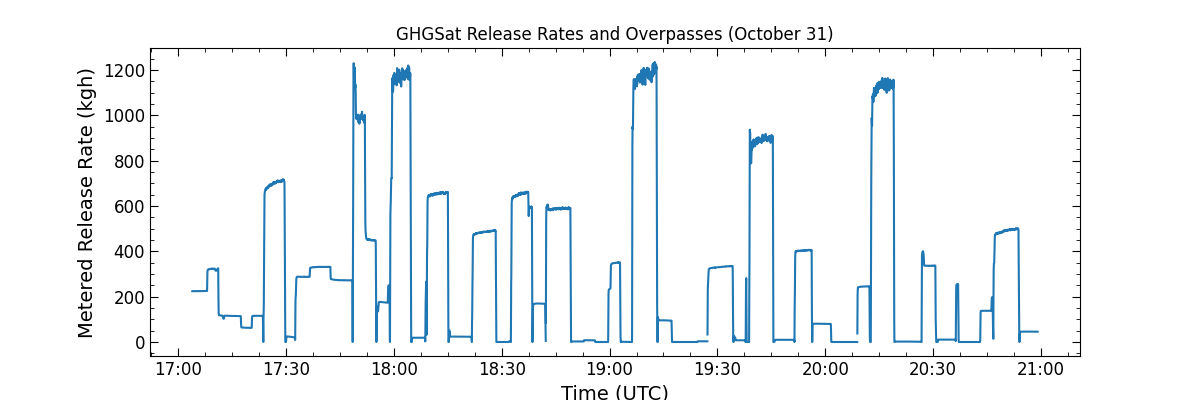 GHGSat Release Rates and Overpasses (October 31)
Metered Release Rate (kgh)
1200
1000
800
600
400
200
0
17:00 17:30 18:00 18:30 19:00 19:30 20:00 20:30 21:00
Time (UTC)